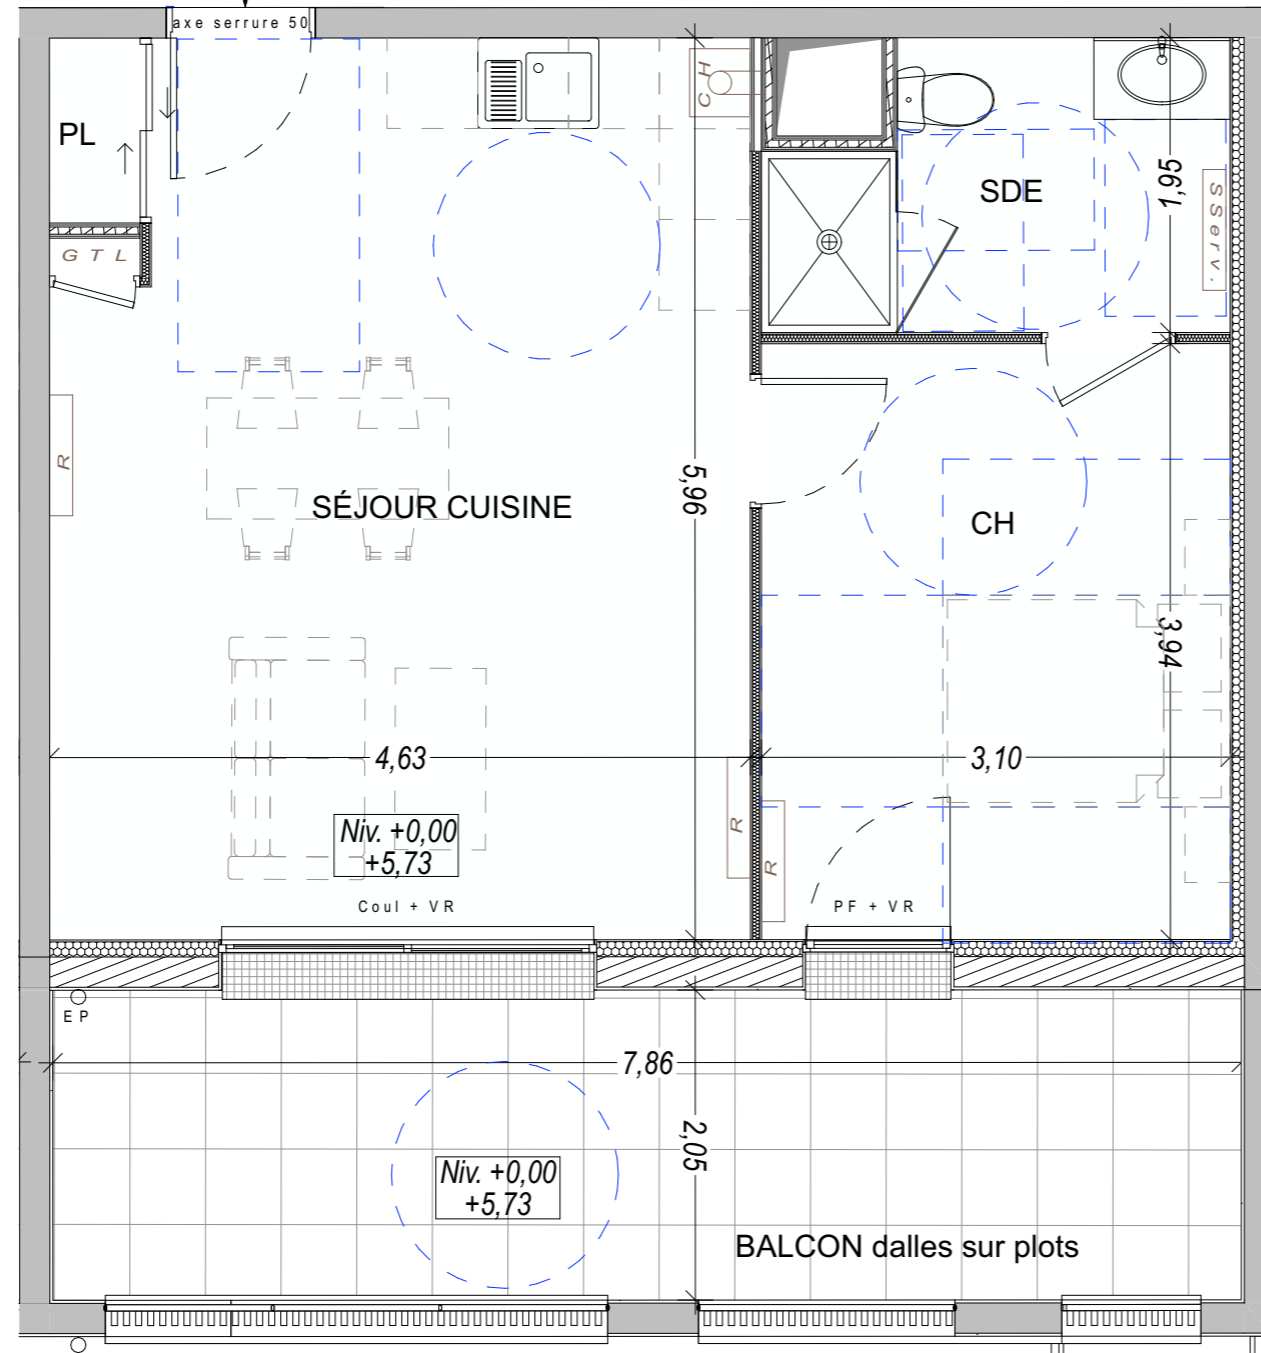 axe serrure 50
PL
GTL
CH
SDE
1,95
SServ.
R
SÉJOUR CUISINE
5,96
CH
3,94
4,63
3,10
Niv. +0,00
+5,73
R
R
Coul + VR
PF + VR
EP
7,86
2,05
Niv. +0,00
+5,73
BALCON dalles sur plots